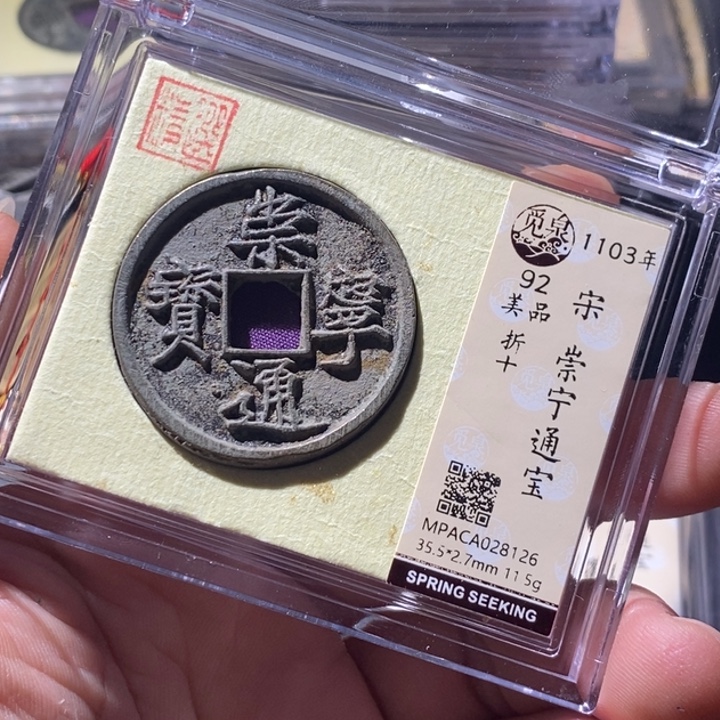 崇寧通寳
觅泉
1103年
92
美品
折十
宋
崇宁通宝
MPACA028126
35.5*2.7mm 11.5g
SPRING SEEKING